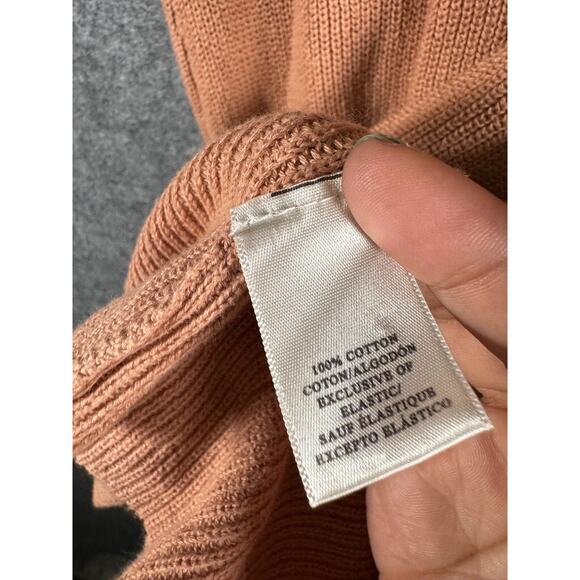 100% COTTON
COTON/ALGODÓN
EXCLUSIVE OF
ELASTIC/
SAUF ÉLASTIQUE
EXCEPTO ELÁSTICO